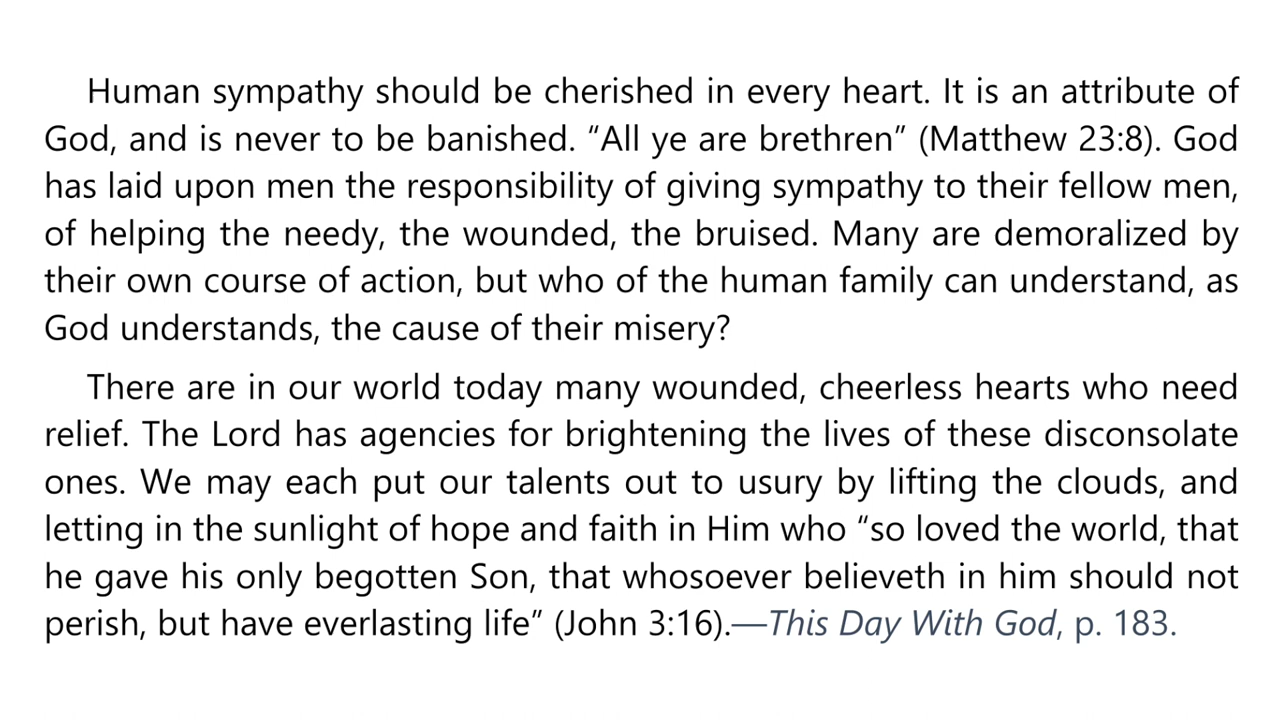 Human sympathy should be cherished in every heart. It is an attribute of
God, and is never to be banished. “All ye are brethren” (Matthew 23:8). God
has laid upon men the responsibility of giving sympathy to their fellow men,
of helping the needy, the wounded, the bruised. Many are demoralized by
their own course of action, but who of the human family can understand, as
God understands, the cause of their misery?
There are in our world today many wounded, cheerless hearts who need
relief. The Lord has agencies for brightening the lives of these disconsolate
ones. We may each put our talents out to usury by lifting the clouds, and
letting in the sunlight of hope and faith in Him who “so loved the world, that
he gave his only begotten Son, that whosoever believeth in him should not
perish, but have everlasting life” (John 3:16).—This Day With God, p. 183.